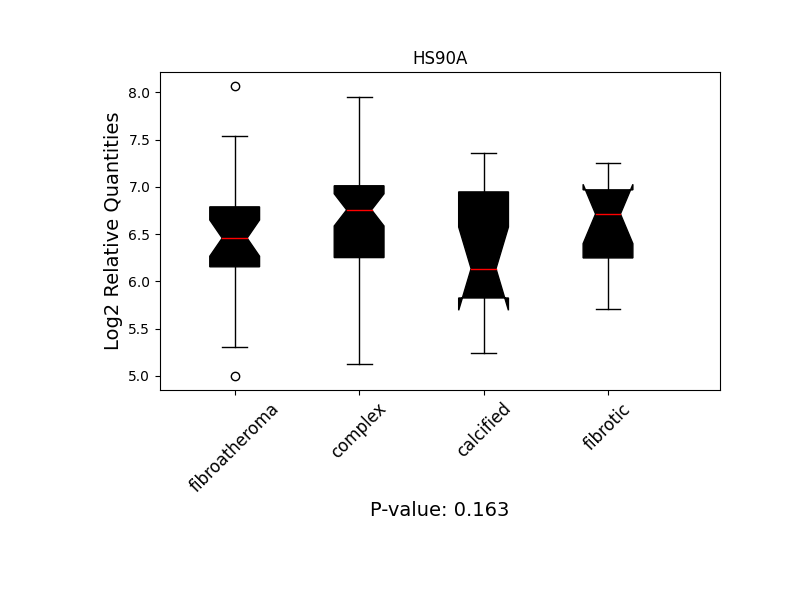 HS90A
Log2 Relative Quantities
8.0
7.5
7.0
6.5
6.0
5.5
5.0
fibroatheroma
complex
calcified
fibrotic
P-value: 0.163